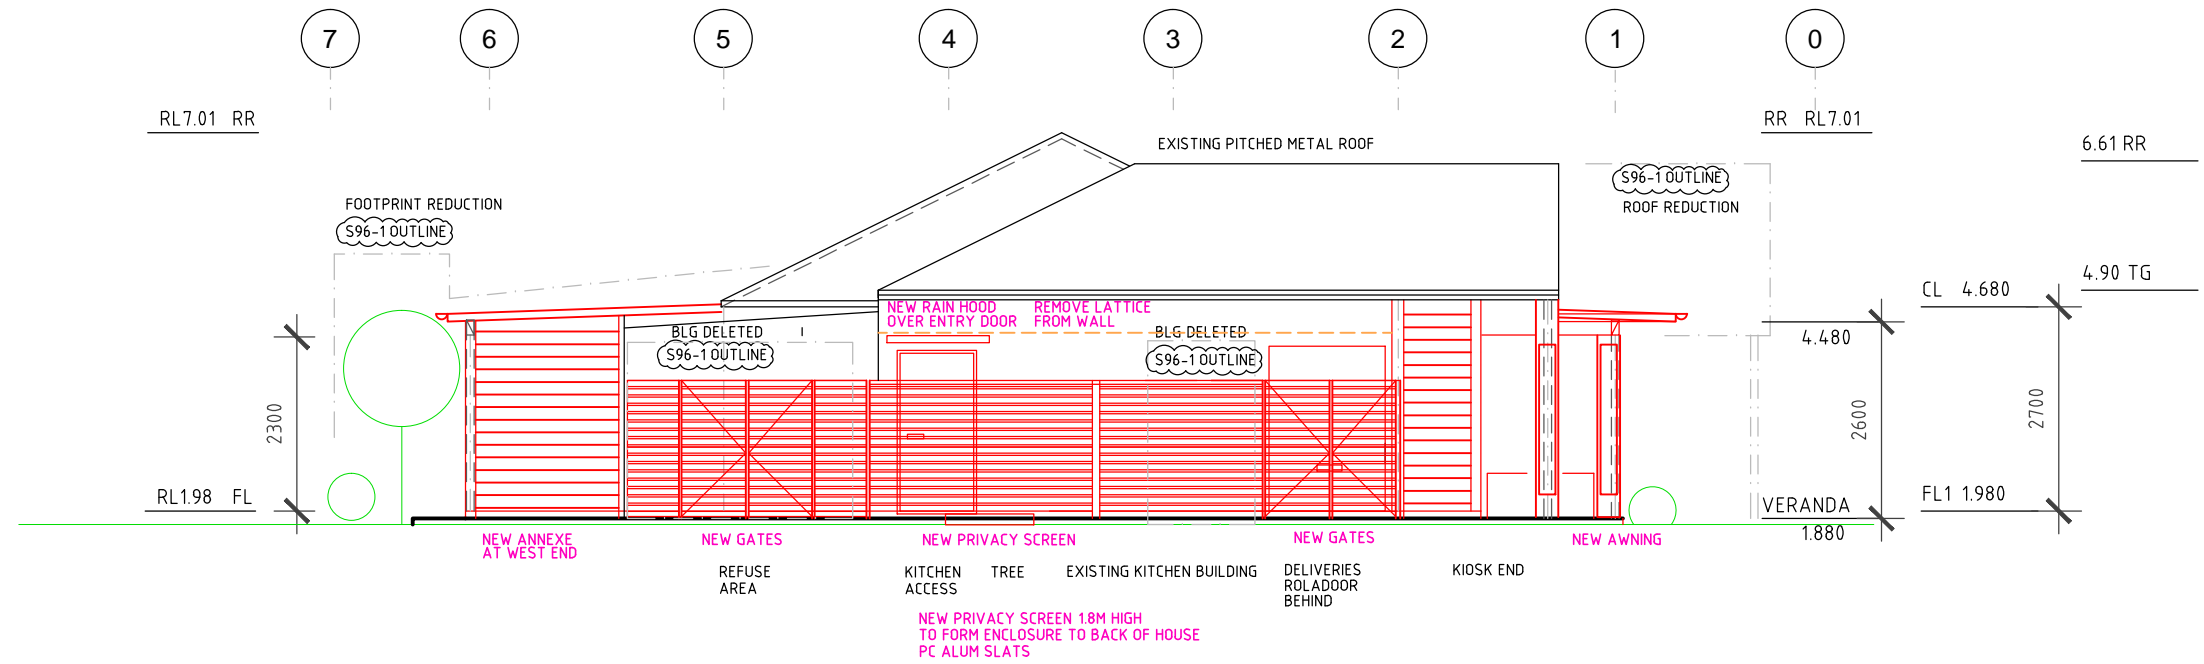 7 6 5 4 3 2 1 0
RL7.01 RR
RR RL7.01
EXISTING PITCHED METAL ROOF
6.61 RR
S96-1 OUTLINE
ROOF REDUCTION
FOOTPRINT REDUCTION
S96-1 OUTLINE
4.90 TG
CL 4.680
NEW RAIN HOOD
OVER ENTRY DOOR
REMOVE LATTICE
FROM WALL
BLG DELETED
S96-1 OUTLINE
BLG DELETED
S96-1 OUTLINE
4.480
2300
2600
2700
RL1.98 FL
VERANDA
1.880
FL1 1.980
NEW ANNEXE
AT WEST END
NEW GATES
NEW PRIVACY SCREEN
NEW GATES
NEW AWNING
REFUSE
AREA
KITCHEN
ACCESS
TREE
EXISTING KITCHEN BUILDING
DELIVERIES
ROLADOOR
BEHIND
KIOSK END
NEW PRIVACY SCREEN 1.8M HIGH
TO FORM ENCLOSURE TO BACK OF HOUSE
PC ALUM SLATS